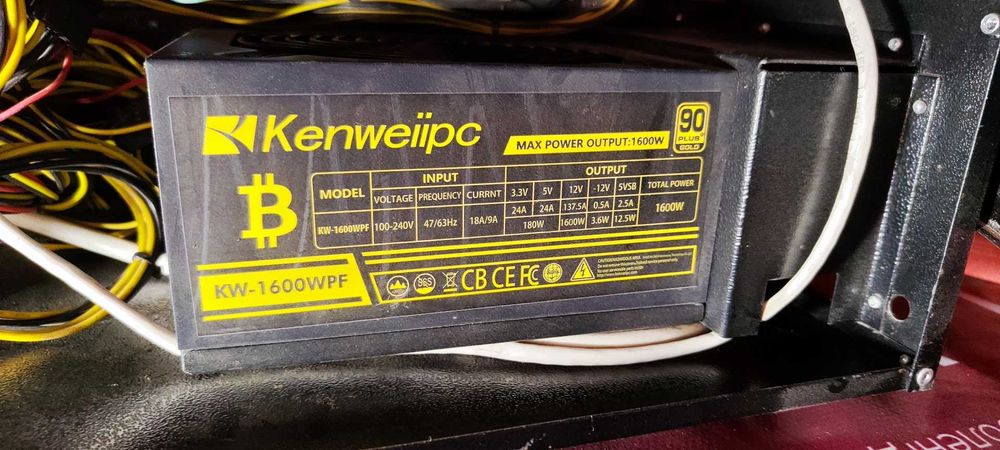 Kenweiipc
MAX POWER OUTPUT:1600W
90
PLUS
GOLD
MODEL INPUT OUTPUT TOTAL POWER
VOLTAGE PREQUENCY CURRNT 3.3V 5V 12V -12V 5VSB
KW-1600WPF 100-240V 47/63Hz 18A/9A 24A 24A 137.5A 0.5A 2.5A 1600W
180W 1600W 3.6W 12.5W
KW-1600WPF
SGS CB CE FC